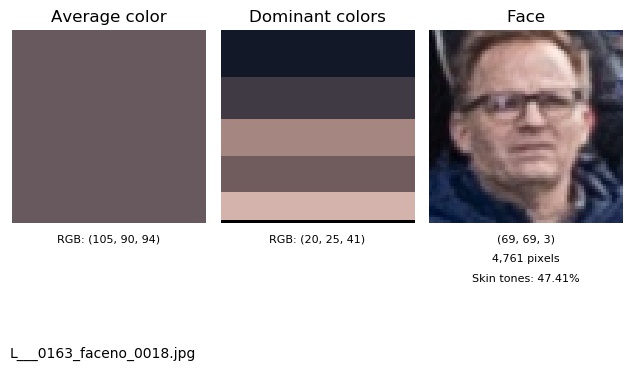 Average color
Dominant colors
Face
RGB: (105, 90, 94)
RGB: (20, 25, 41)
(69, 69, 3)
4,761 pixels
Skin tones: 47.41%
L___0163_faceno_0018.jpg